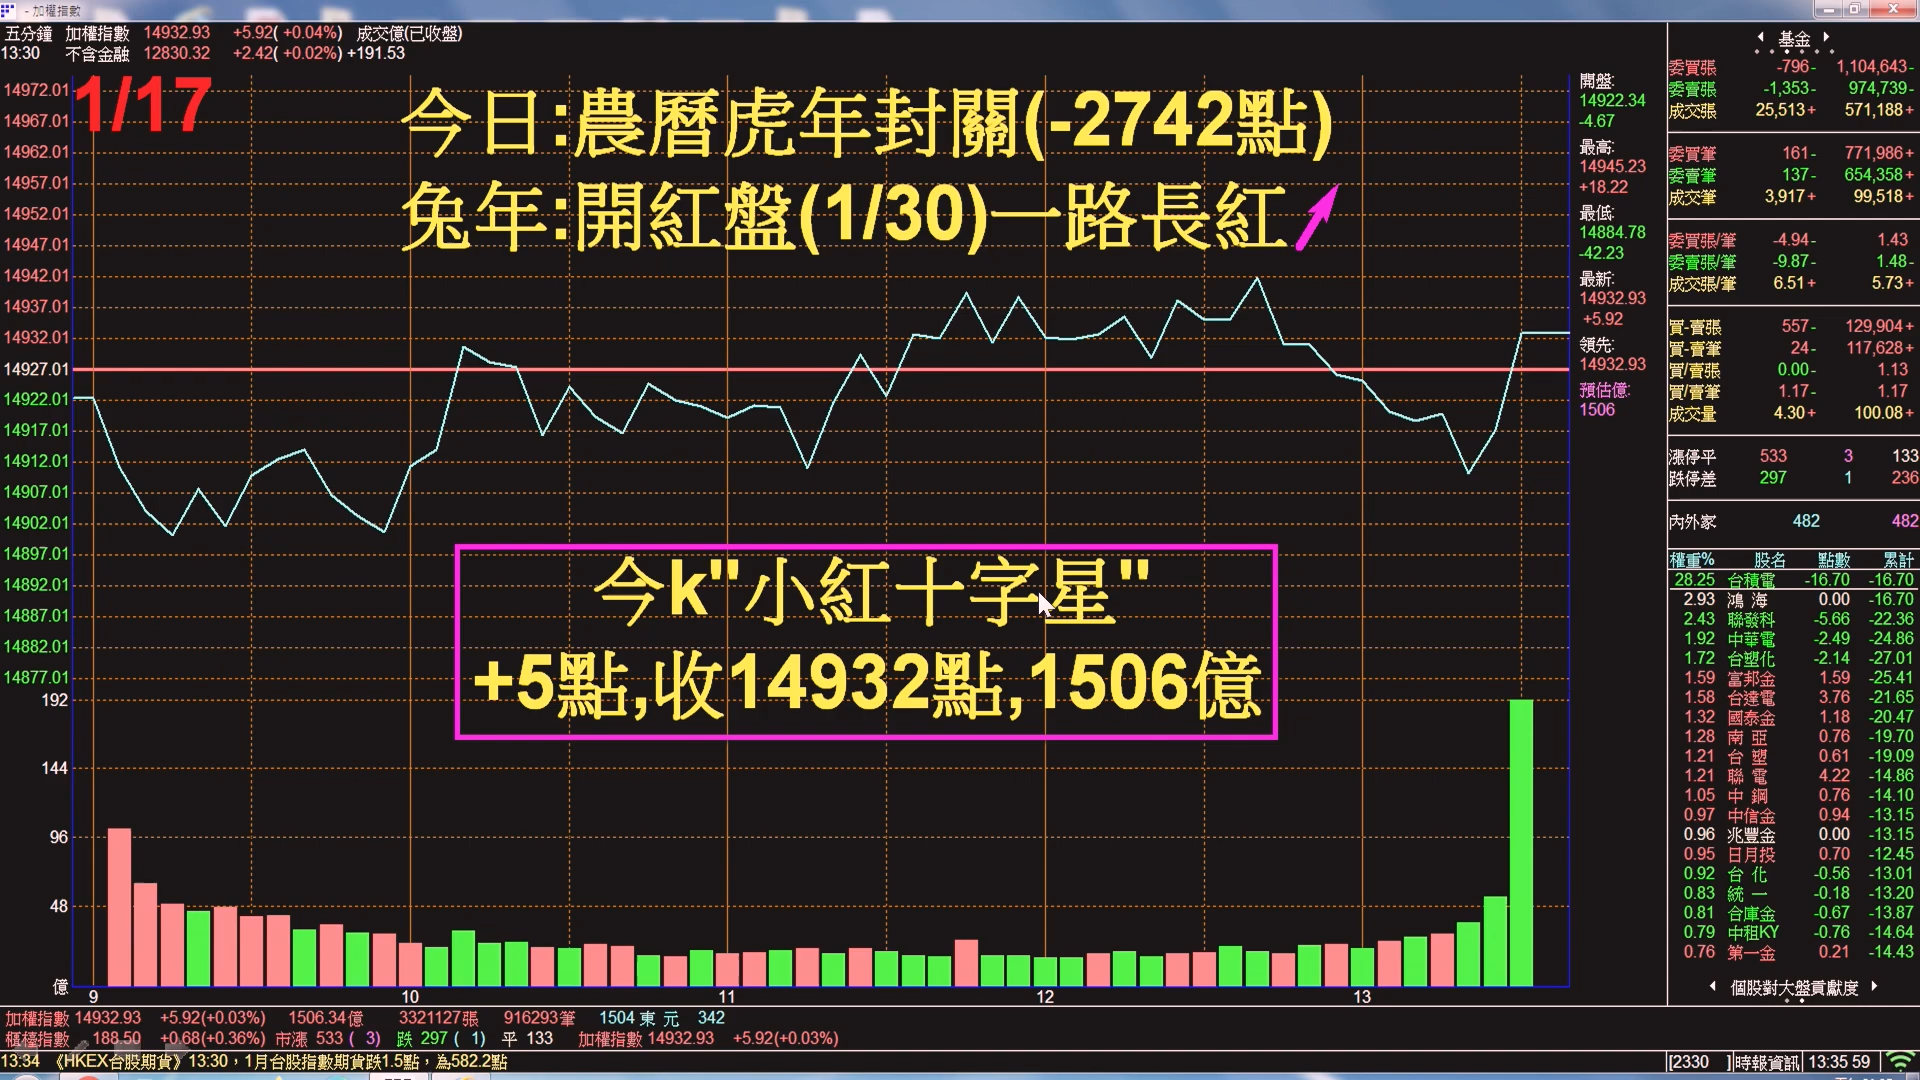 - 加權指數
五分鐘 加權指數 14932.93 +5.92( +0.04%) 成交億(已收盤)
13:30 不含金融 12830.32 +2.42( +0.02%) +191.53
1/17
今日:農曆虎年封關(-2742點)
兔年:開紅盤(1/30)一路長紅
今k"小紅十字星"
+5點,收14932點,1506億
14972.01
14967.01
14962.01
14957.01
14952.01
14947.01
14942.01
14937.01
14932.01
14927.01
14922.01
14917.01
14912.01
14907.01
14902.01
14897.01
14892.01
14887.01
14882.01
14877.01
192
144
96
48
億
9 10 11 12 13
開盤:
14922.34
-4.67
最高:
14945.23
+18.22
最低:
14884.78
-42.23
最新:
14932.93
+5.92
領先:
14932.93
預估億:
1506
基金
委買張 -796- 1,104,643-
委賣張 -1,353- 974,739-
成交張 25,513+ 571,188+
委買筆 161- 771,986+
委賣筆 137- 654,358+
成交筆 3,917+ 99,518+
委買張/筆 -4.94- 1.43
委賣張/筆 -9.87- 1.48-
成交張/筆 6.51+ 5.73+
買-賣張 557- 129,904+
買-賣筆 24- 117,628+
買/賣張 0.00- 1.13
買/賣筆 1.17- 1.17
成交量 4.30+ 100.08+
漲停平 533 3 133
跌停差 297 1 236
內外家 482 482
權重% 股名 點數 累計
28.25 台積電 -16.70 -16.70
2.93 鴻 海 0.00 -16.70
2.43 聯發科 -5.66 -22.36
1.92 中華電 -2.49 -24.86
1.72 台塑化 -2.14 -27.01
1.59 富邦金 1.59 -25.41
1.58 台達電 3.76 -21.65
1.32 國泰金 1.18 -20.47
1.28 南 亞 0.76 -19.70
1.21 台 塑 0.61 -19.09
1.21 聯 電 4.22 -14.86
1.05 中 鋼 0.76 -14.10
0.97 中信金 0.94 -13.15
0.96 兆豐金 0.00 -13.15
0.95 日月投 0.70 -12.45
0.92 台 化 -0.56 -13.01
0.83 統 一 -0.18 -13.20
0.81 合庫金 -0.67 -13.87
0.79 中租KY -0.76 -14.64
0.76 第一金 0.21 -14.43
個股對大盤貢獻度
加權指數 14932.93 +5.92(+0.03%) 1506.34億 3321127張 916293筆 1504 東 元 342
櫃檯指數 188.50 +0.68(+0.36%) 市漲 533 ( 3) 跌 297 ( 1) 平 133 加權指數 14932.93 +5.92(+0.03%)
13:34 《HKEX台股期貨》13:30，1月台股指數期貨跌1.5點，為582.2點
[2330 ]時報資訊 13:35 59